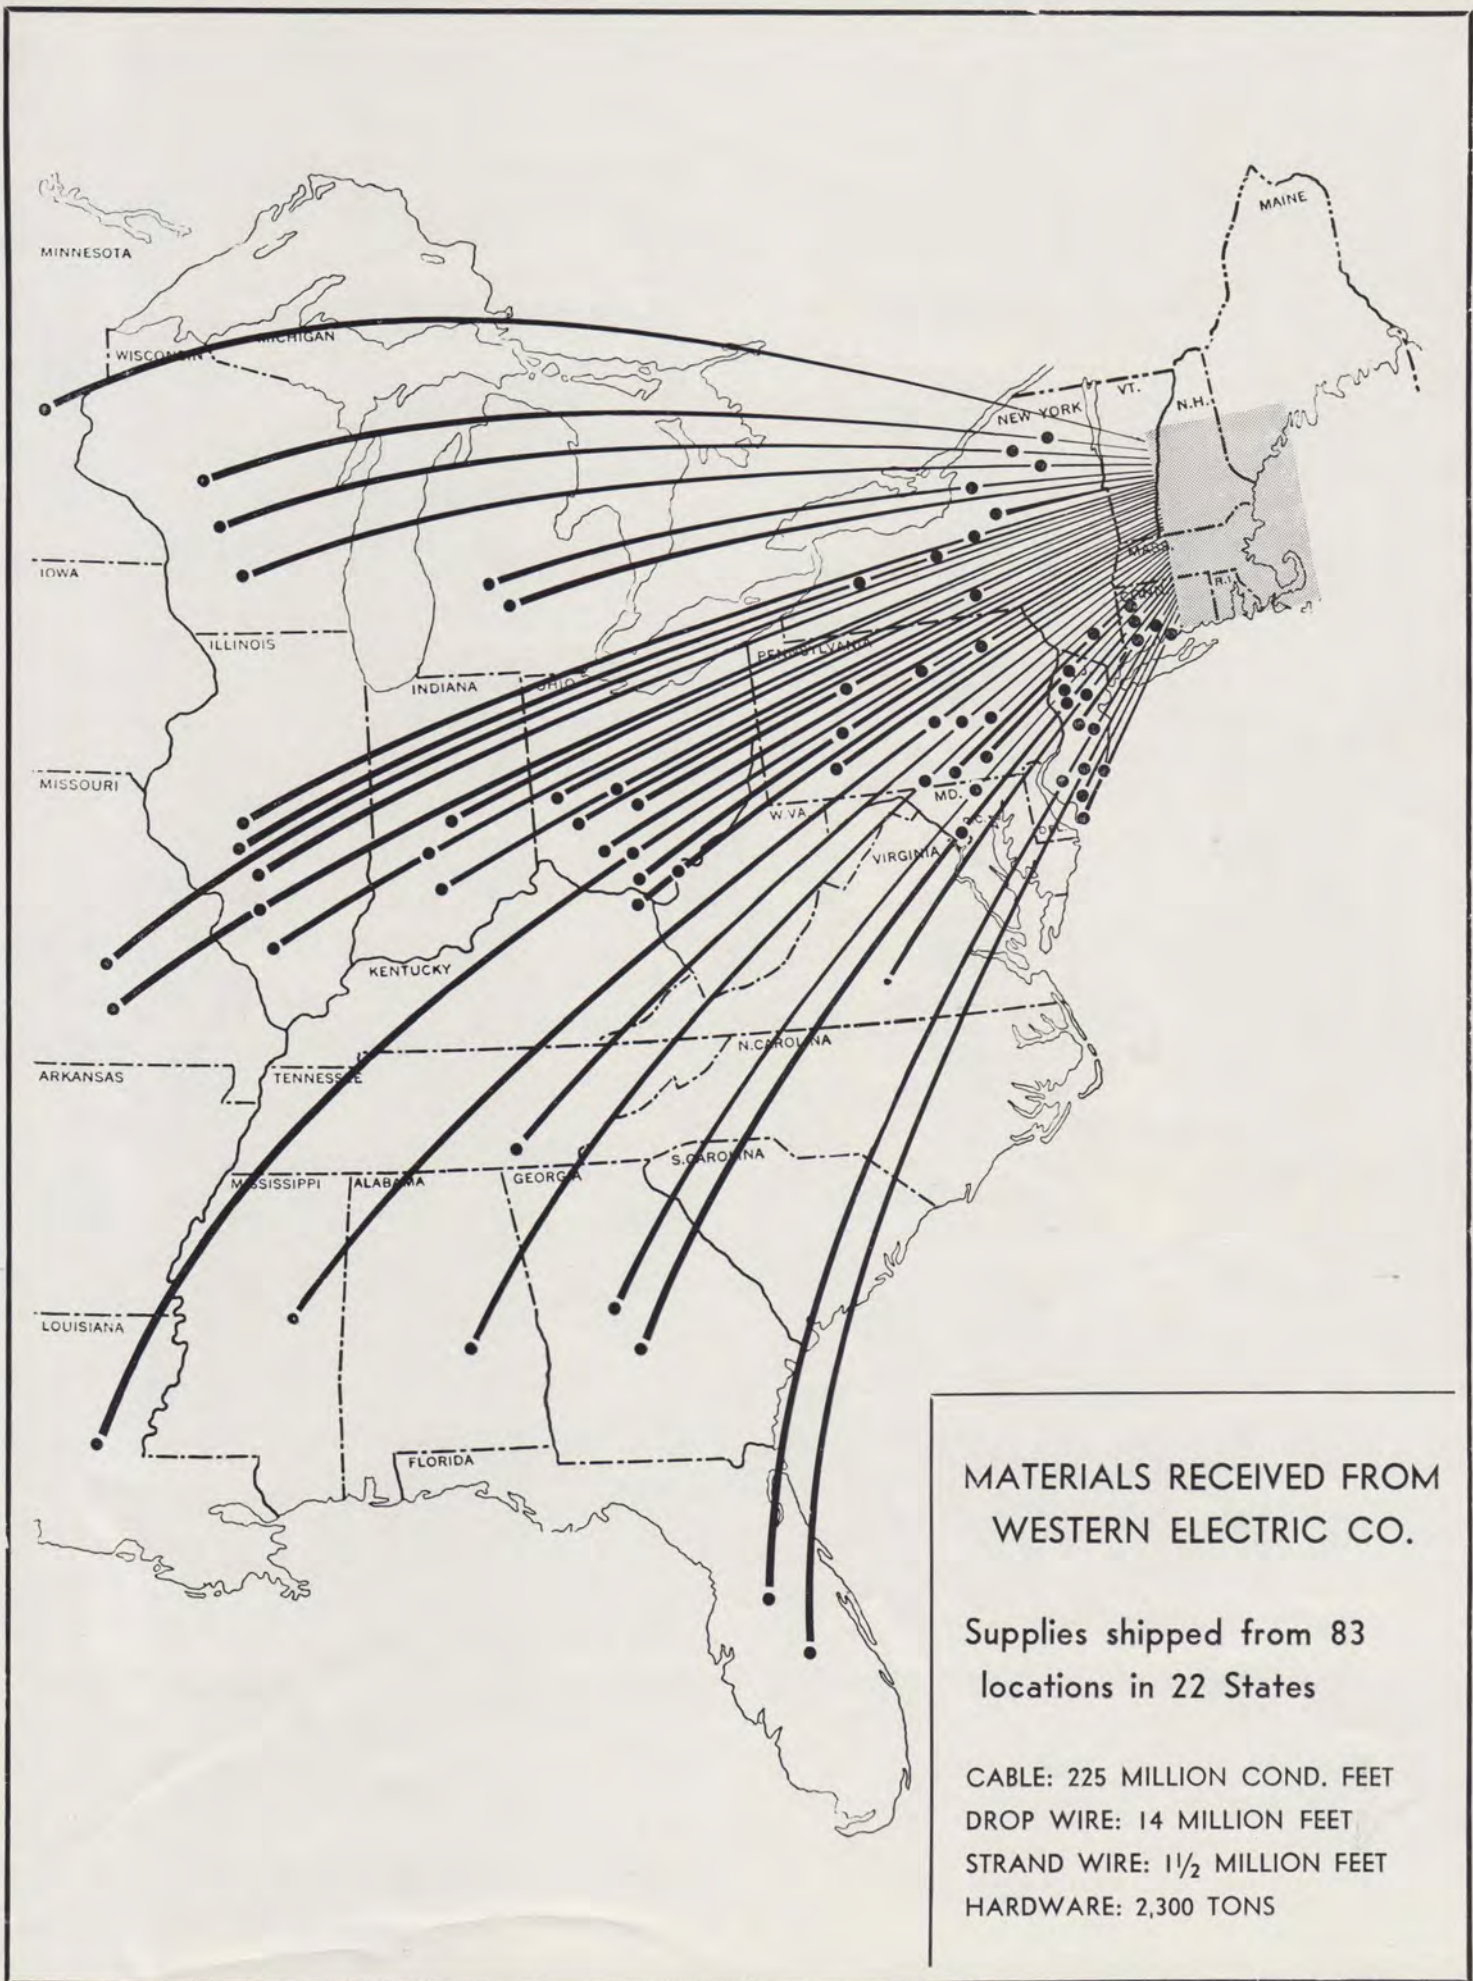 MAINE
MINNESOTA
MICHIGAN
WISCONSIN
VT.
NEW YORK
N.H.
MASS.
IOWA
R.I.
CONN.
ILLINOIS
PENNSYLVANIA
INDIANA
OHIO
MISSOURI
MD.
W.VA.
D.C.
DEL.
VIRGINIA
KENTUCKY
N.CAROLINA
ARKANSAS
TENNESSEE
S.CAROLINA
MISSISSIPPI
ALABAMA
GEORGIA
LOUISIANA
FLORIDA
MATERIALS RECEIVED FROM
WESTERN ELECTRIC CO.
Supplies shipped from 83
locations in 22 States
CABLE: 225 MILLION COND. FEET
DROP WIRE: 14 MILLION FEET
STRAND WIRE: 1½ MILLION FEET
HARDWARE: 2,300 TONS